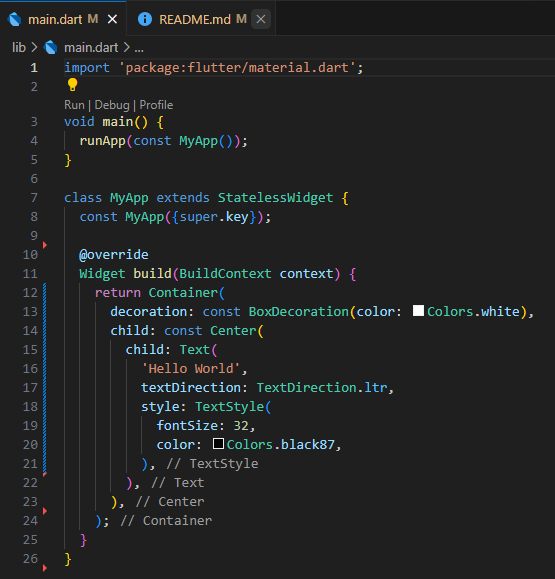 main.dart M
README.md M
lib > main.dart > ...
1 import 'package:flutter/material.dart';
2
Run | Debug | Profile
3 void main() {
4   runApp(const MyApp());
5 }
6
7 class MyApp extends StatelessWidget {
8   const MyApp({super.key});
9
10   @override
11   Widget build(BuildContext context) {
12     return Container(
13       decoration: const BoxDecoration(color: Colors.white),
14       child: const Center(
15         child: Text(
16           'Hello World',
17           textDirection: TextDirection.ltr,
18           style: TextStyle(
19             fontSize: 32,
20             color: Colors.black87,
21           ), // TextStyle
22         ), // Text
23       ), // Center
24     ); // Container
25   }
26 }